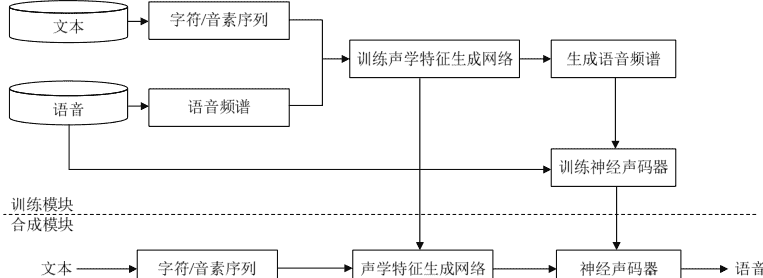 文本
字符/音素序列
训练声学特征生成网络
生成语音频谱
语音
语音频谱
训练神经声码器
训练模块
合成模块
文本
字符/音素序列
声学特征生成网络
神经声码器
语音